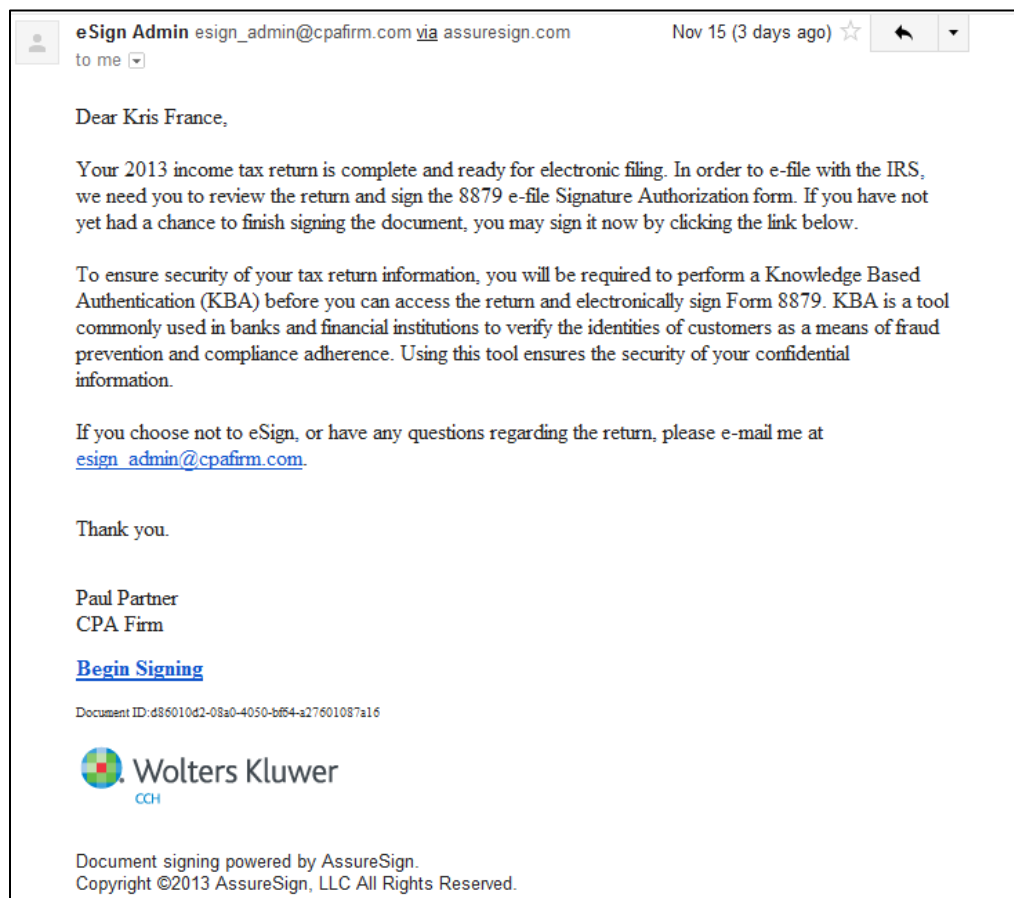 eSign Admin esign_admin@cpafirm.com via assuresign.com Nov 15 (3 days ago)
to me
Dear Kris France,
Your 2013 income tax return is complete and ready for electronic filing. In order to e-file with the IRS,
we need you to review the return and sign the 8879 e-file Signature Authorization form. If you have not
yet had a chance to finish signing the document, you may sign it now by clicking the link below.
To ensure security of your tax return information, you will be required to perform a Knowledge Based
Authentication (KBA) before you can access the return and electronically sign Form 8879. KBA is a tool
commonly used in banks and financial institutions to verify the identities of customers as a means of fraud
prevention and compliance adherence. Using this tool ensures the security of your confidential
information.
If you choose not to eSign, or have any questions regarding the return, please e-mail me at
esign_admin@cpafirm.com.
Thank you.
Paul Partner
CPA Firm
Begin Signing
Document ID:d86010d2-08a0-4050-bf64-a27601087a16
Wolters Kluwer
CCH
Document signing powered by AssureSign.
Copyright ©2013 AssureSign, LLC All Rights Reserved.